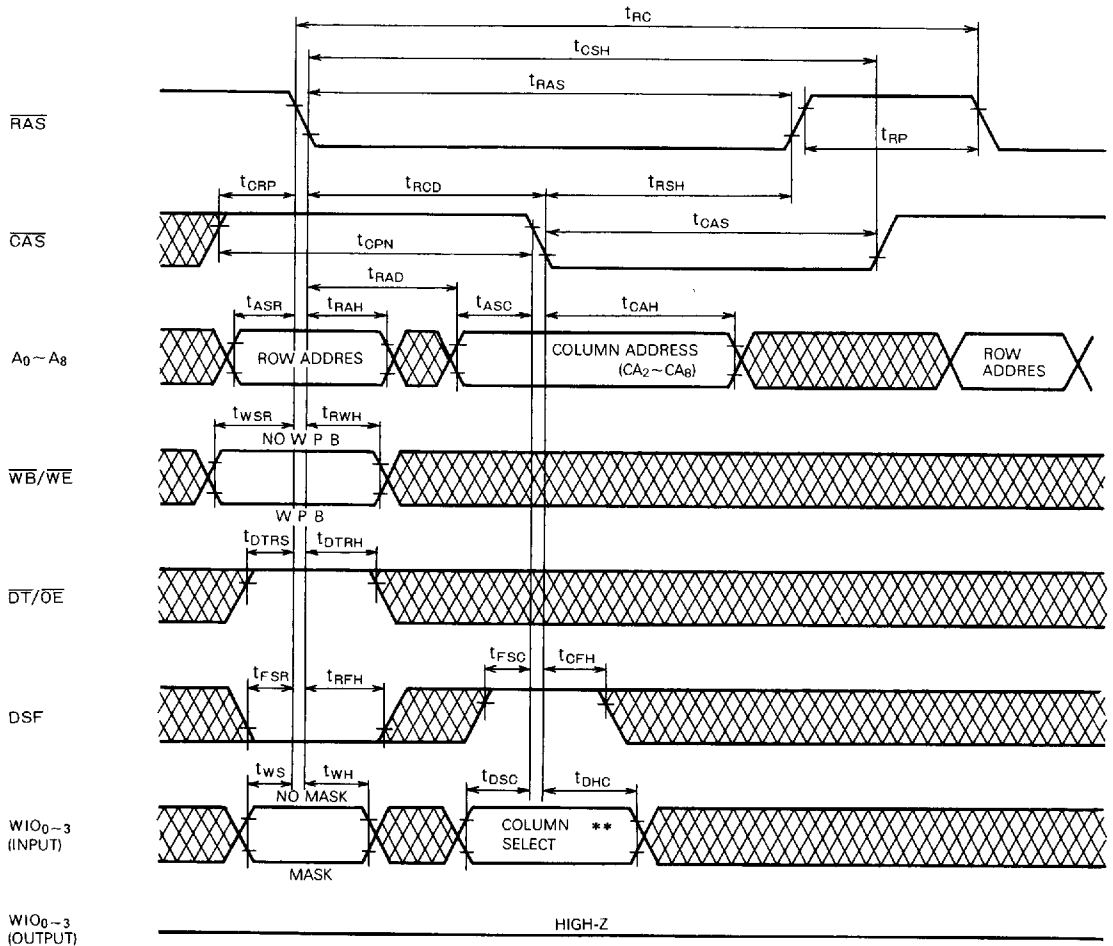 tRC
tCSH
tRAS
RAS
tRP
tCRP
tRCD
tRSH
CAS
tCAS
tCPN
tRAD
tASR
tRAH
tASC
tCAH
A0~A8
ROW ADDRES
COLUMN ADDRESS
(CA2~CA8)
ROW
ADDRES
tWSR
tRWH
NO W P B
WB/WE
W P B
tDTRS
tDTRH
DT/OE
tFSC
tCFH
tFSR
tRFH
DSF
tWS
tWH
tDSC
tDHC
NO MASK
WIO0~3
(INPUT)
COLUMN **
SELECT
MASK
WIO0~3
(OUTPUT)
HIGH-Z